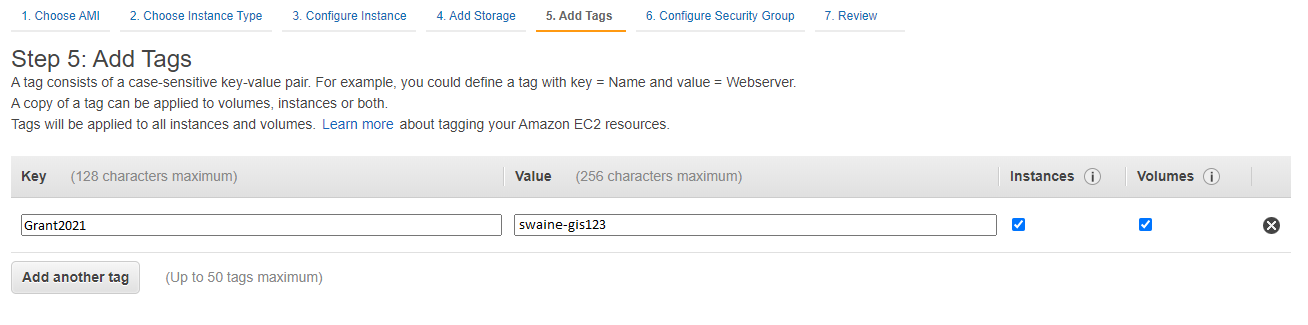 1. Choose AMI 2. Choose Instance Type 3. Configure Instance 4. Add Storage 5. Add Tags 6. Configure Security Group 7. Review
Step 5: Add Tags
A tag consists of a case-sensitive key-value pair. For example, you could define a tag with key = Name and value = Webserver.
A copy of a tag can be applied to volumes, instances or both.
Tags will be applied to all instances and volumes. Learn more about tagging your Amazon EC2 resources.
Key (128 characters maximum) Value (256 characters maximum) Instances i Volumes i
Grant2021 swaine-gis123
Add another tag (Up to 50 tags maximum)